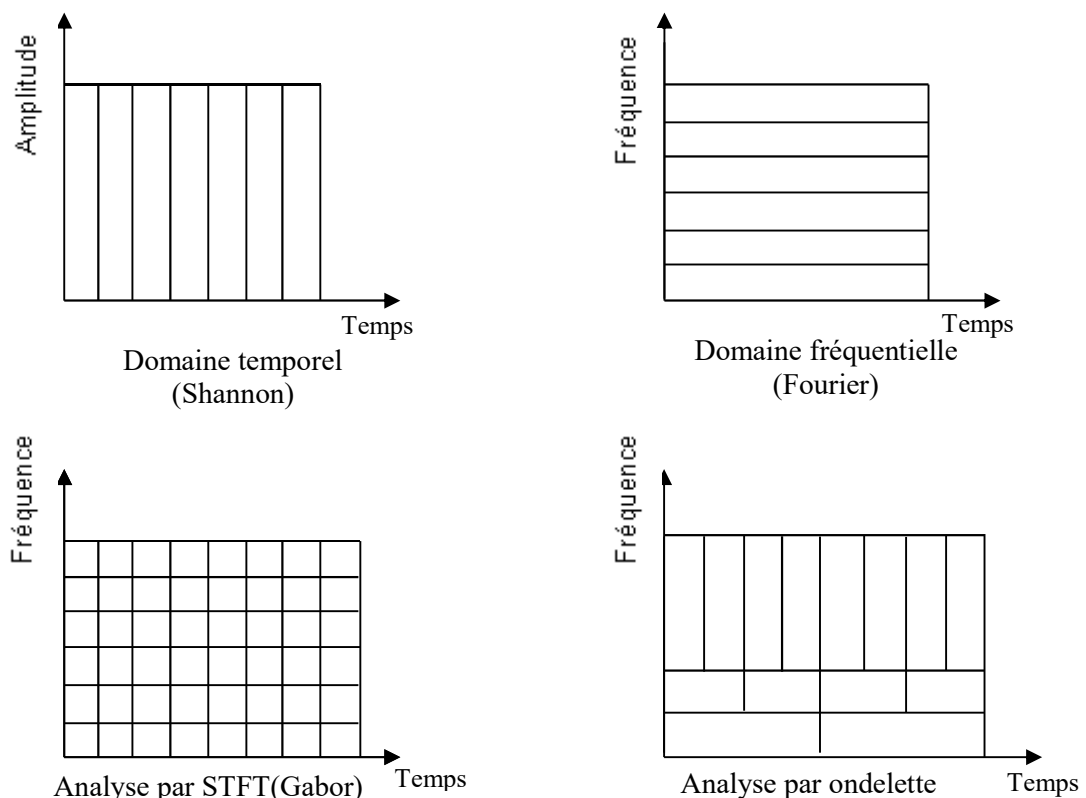 Amplitude
Temps
Domaine temporel
(Shannon)
Fréquence
Temps
Domaine fréquentielle
(Fourier)
Fréquence
Temps
Analyse par STFT(Gabor)
Fréquence
Temps
Analyse par ondelette